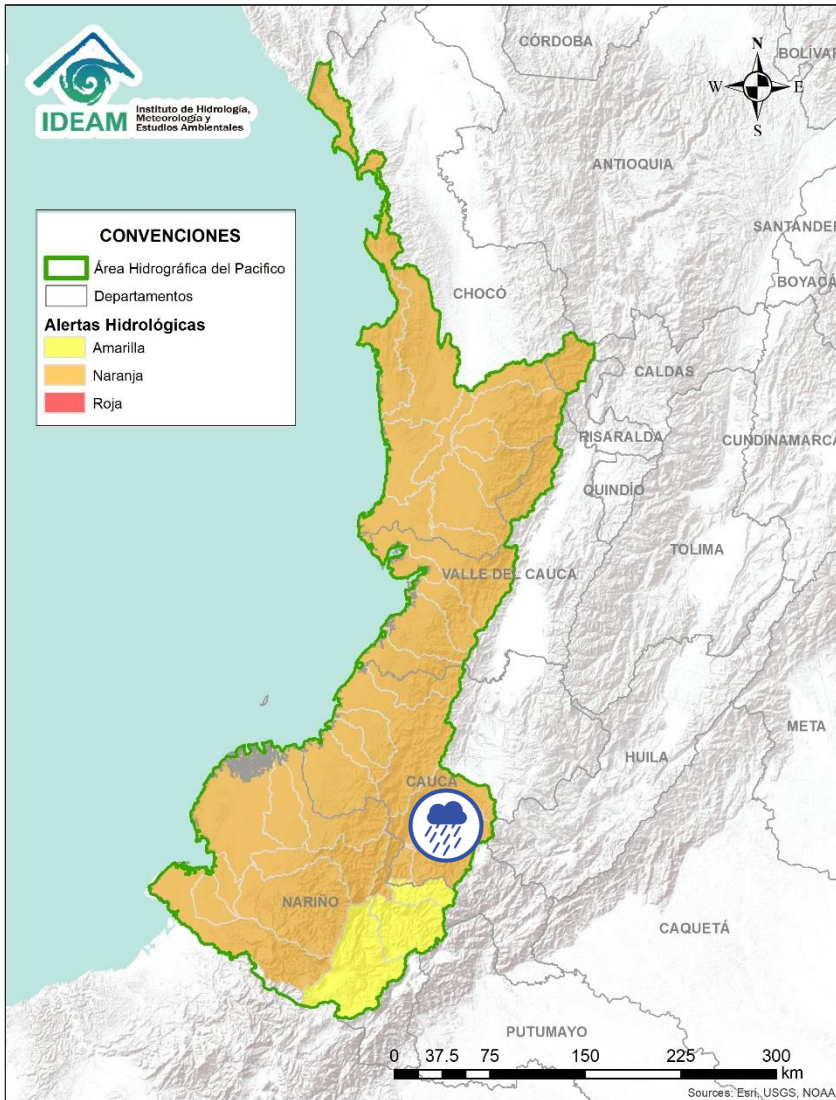 IDEAM
Instituto de Hidrología,
Meteorología y
Estudios Ambientales
CÓRDOBA
BOLÍVAR
N
W
E
S
ANTIOQUIA
SANTANDER
BOYACÁ
CONVENCIONES
Área Hidrográfica del Pacifico
Departamentos
Alertas Hidrológicas
Amarilla
Naranja
Roja
CHOCÓ
CALDAS
RISARALDA
CUNDINAMARCA
QUINDÍO
TOLIMA
VALLE DEL CAUCA
META
HUILA
CAUCA
NARIÑO
CAQUETÁ
PUTUMAYO
0 37.5 75 150 225 300
km
Sources: Esri, USGS, NOAA